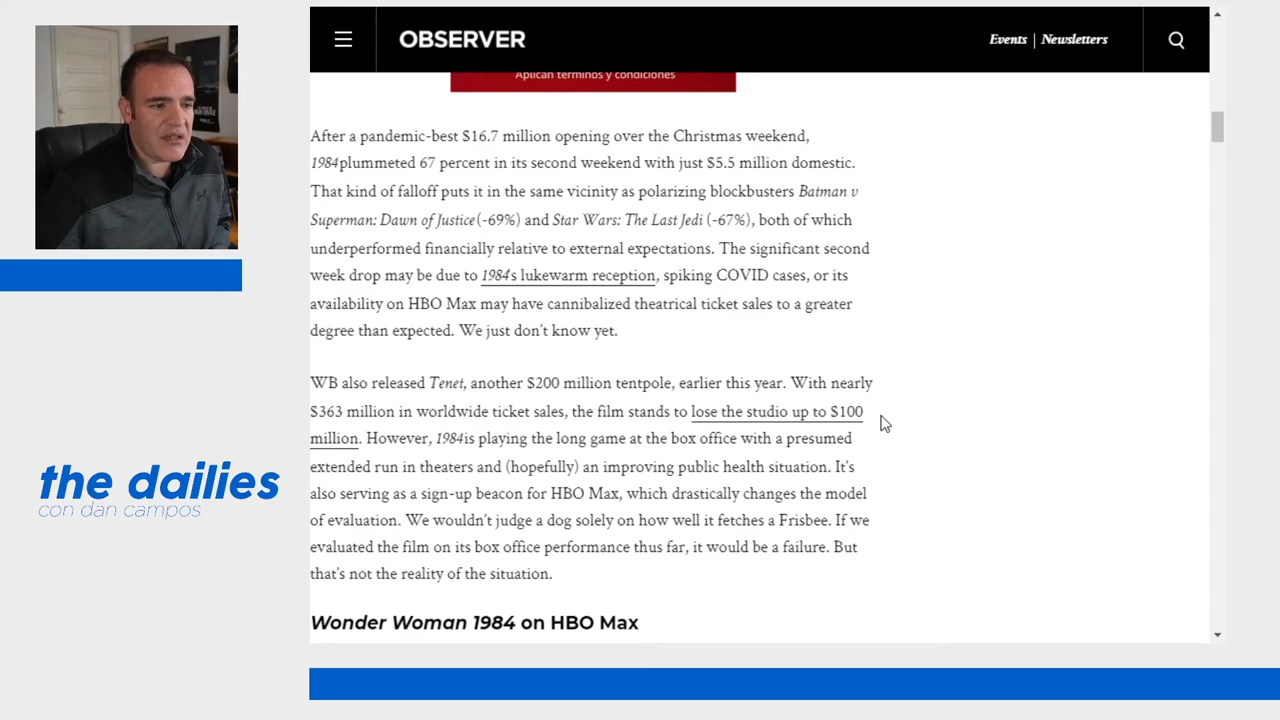 OBSERVER
Events | Newsletters
Aplican terminos y condiciones
After a pandemic-best $16.7 million opening over the Christmas weekend,
1984 plummeted 67 percent in its second weekend with just $5.5 million domestic.
That kind of falloff puts it in the same vicinity as polarizing blockbusters Batman v
Superman: Dawn of Justice (-69%) and Star Wars: The Last Jedi (-67%), both of which
underperformed financially relative to external expectations. The significant second
week drop may be due to 1984's lukewarm reception, spiking COVID cases, or its
availability on HBO Max may have cannibalized theatrical ticket sales to a greater
degree than expected. We just don't know yet.
WB also released Tenet, another $200 million tentpole, earlier this year. With nearly
$363 million in worldwide ticket sales, the film stands to lose the studio up to $100
million. However, 1984 is playing the long game at the box office with a presumed
extended run in theaters and (hopefully) an improving public health situation. It's
also serving as a sign-up beacon for HBO Max, which drastically changes the model
of evaluation. We wouldn't judge a dog solely on how well it fetches a Frisbee. If we
evaluated the film on its box office performance thus far, it would be a failure. But
that's not the reality of the situation.
Wonder Woman 1984 on HBO Max
the dailies
con dan campos